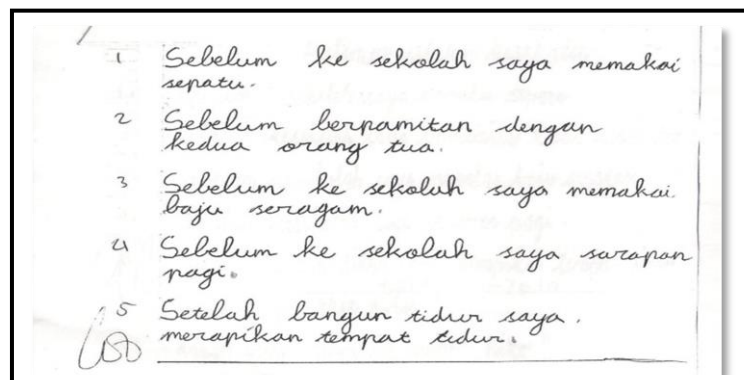 1 Sebelum ke sekolah saya memakai
sepatu.
2 Sebelum berpamitan dengan
kedua orang tua.
3 Sebelum ke sekolah saya memakai.
baju seragam.
4 Sebelum ke sekolah saya sarapan
pagi.
5 Setelah bangun tidur saya.
merapikan tempat tidur.
100